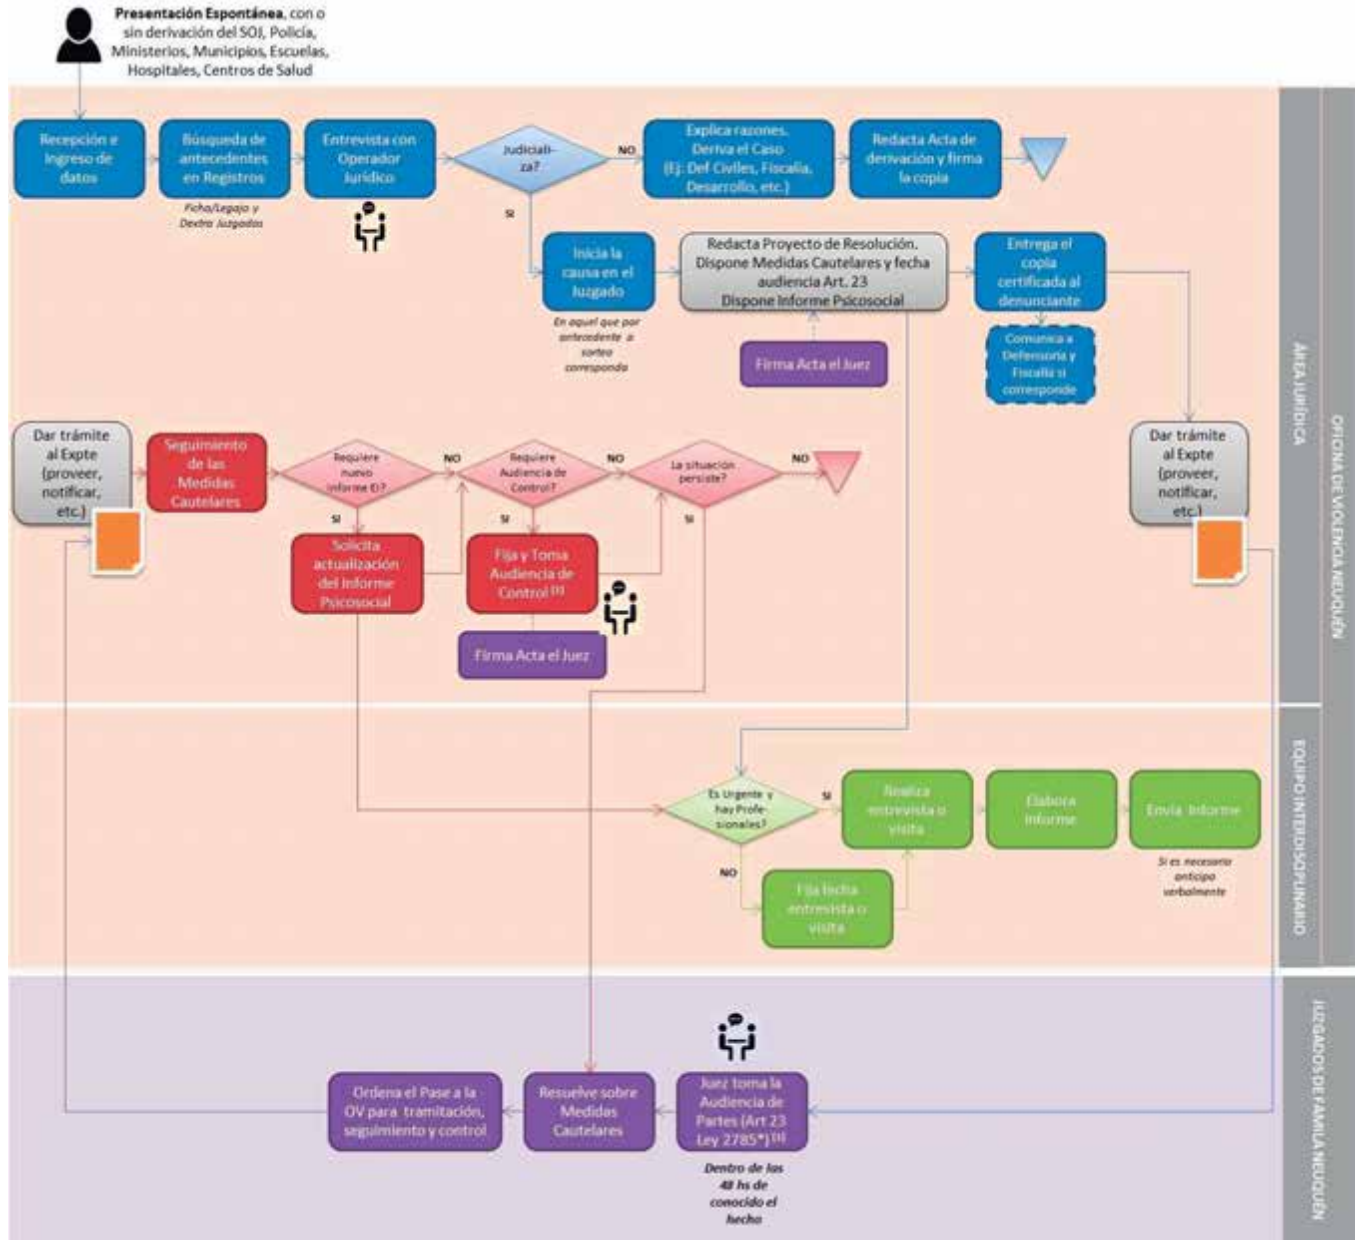 Presentación Espontánea, con o
sin derivación del SOJ, Policía,
Ministerios, Municipios, Escuelas,
Hospitales, Centros de Salud
Recepción e
Ingreso de
datos
Búsqueda de
antecedentes
en Registros
Ficha/Legajo y
Dextra Juzgados
Entrevista con
Operador
Jurídico
Judiciali-
za?
NO
SI
Explica razones.
Deriva el Caso
(Ej: Def Civiles, Fiscalía,
Desarrollo, etc.)
Redacta Acta de
derivación y firma
la copia
Inicia la
causa en el
Juzgado
En aquel que por
antecedente o
sorteo
corresponda
Redacta Proyecto de Resolución.
Dispone Medidas Cautelares y fecha
audiencia Art. 23
Dispone Informe Psicosocial
Firma Acta el Juez
Entrega el
copia
certificada al
denunciante
Comunica a
Defensoría y
Fiscalía si
corresponde
Dar trámite
al Expte
(proveer,
notificar,
etc.)
Seguimiento
de las
Medidas
Cautelares
Requiere
nuevo
Informe EI?
NO
SI
Requiere
Audiencia de
Control?
NO
SI
La situación
persiste?
NO
SI
Dar trámite
al Expte
(proveer,
notificar,
etc.)
Solicita
actualización
del Informe
Psicosocial
Fija y Toma
Audiencia de
Control [1]
Firma Acta el Juez
ÁREA JURÍDICA
OFICINA DE VIOLENCIA NEUQUÉN
Es Urgente y
hay Profe-
sionales?
SI
NO
Realiza
entrevista o
visita
Elabora
Informe
Envía Informe
Si es necesario
anticipa
verbalmente
Fija fecha
entrevista o
visita
EQUIPO INTERDISCIPLINARIO
Ordena el Pase a la
OV para tramitación,
seguimiento y control
Resuelve sobre
Medidas
Cautelares
Juez toma la
Audiencia de
Partes (Art 23
Ley 2785*) [1]
Dentro de las
48 hs de
conocido el
hecho
JUZGADOS DE FAMILIA NEUQUÉN